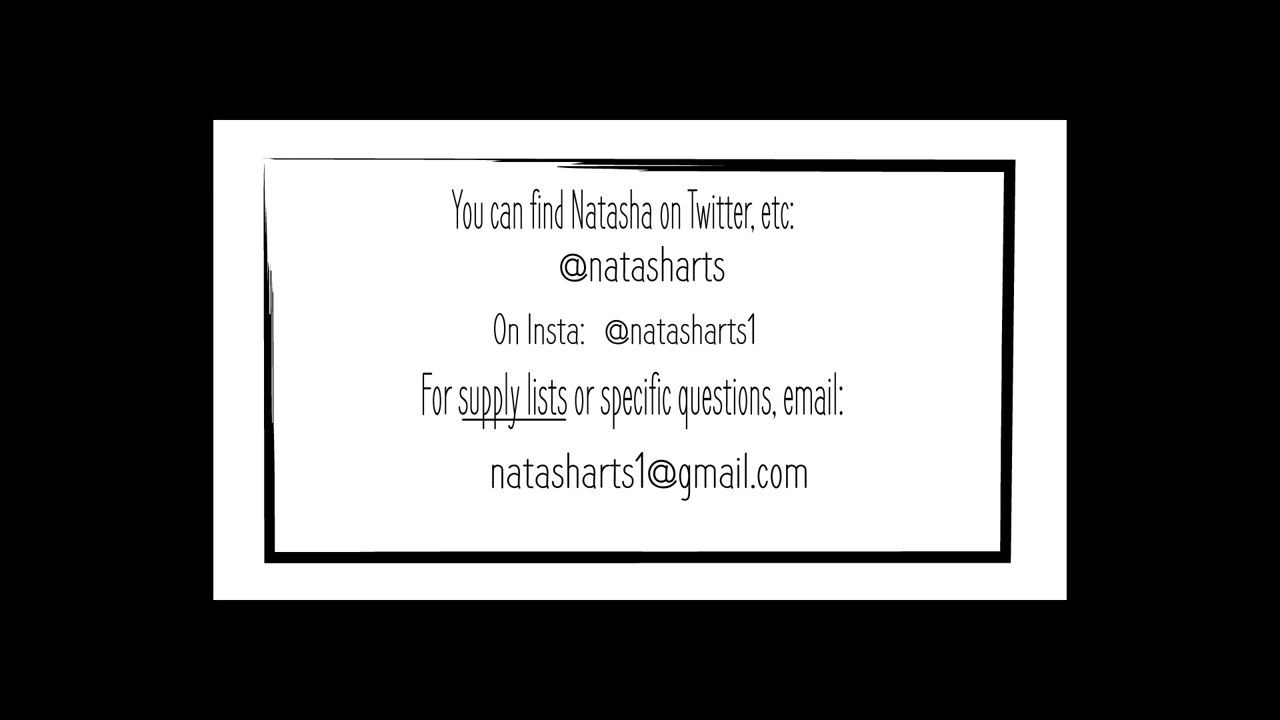 You can find Natasha on Twitter, etc:
@natasharts
On Insta: @natasharts1
For supply lists or specific questions, email:
natasharts1@gmail.com